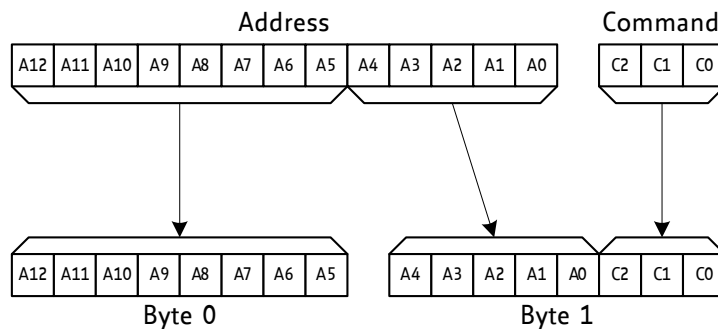 Address Command
A12 A11 A10 A9 A8 A7 A6 A5 A4 A3 A2 A1 A0 C2 C1 C0
A12 A11 A10 A9 A8 A7 A6 A5 A4 A3 A2 A1 A0 C2 C1 C0
Byte 0 Byte 1